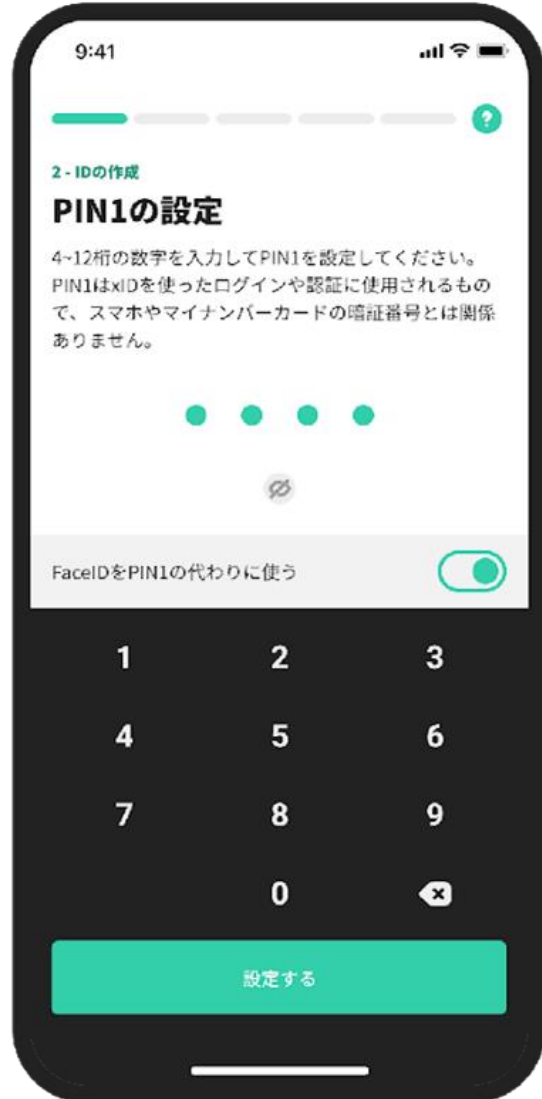 9:41
?
2 - IDの作成
PIN1の設定
4~12桁の数字を入力してPIN1を設定してください。
PIN1はxIDを使ったログインや認証に使用されるもの
で、スマホやマイナンバーカードの暗証番号とは関係
ありません。
FaceIDをPIN1の代わりに使う
1 2 3
4 5 6
7 8 9
0
設定する